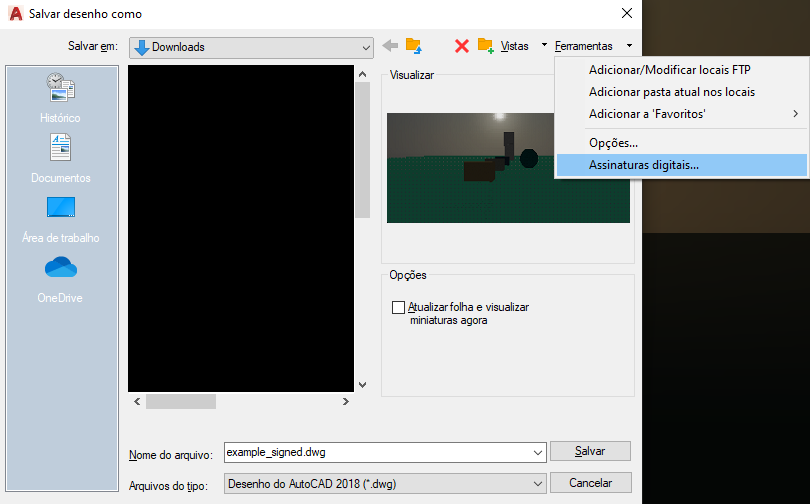 Salvar desenho como
Salvar em:
Downloads
Vistas
Ferramentas
Adicionar/Modificar locais FTP
Adicionar pasta atual nos locais
Adicionar a 'Favoritos'
Opções...
Assinaturas digitais...
Histórico
Documentos
Área de trabalho
OneDrive
Visualizar
Opções
Atualizar folha e visualizar
miniaturas agora
Nome do arquivo:
example_signed.dwg
Salvar
Arquivos do tipo:
Desenho do AutoCAD 2018 (*.dwg)
Cancelar